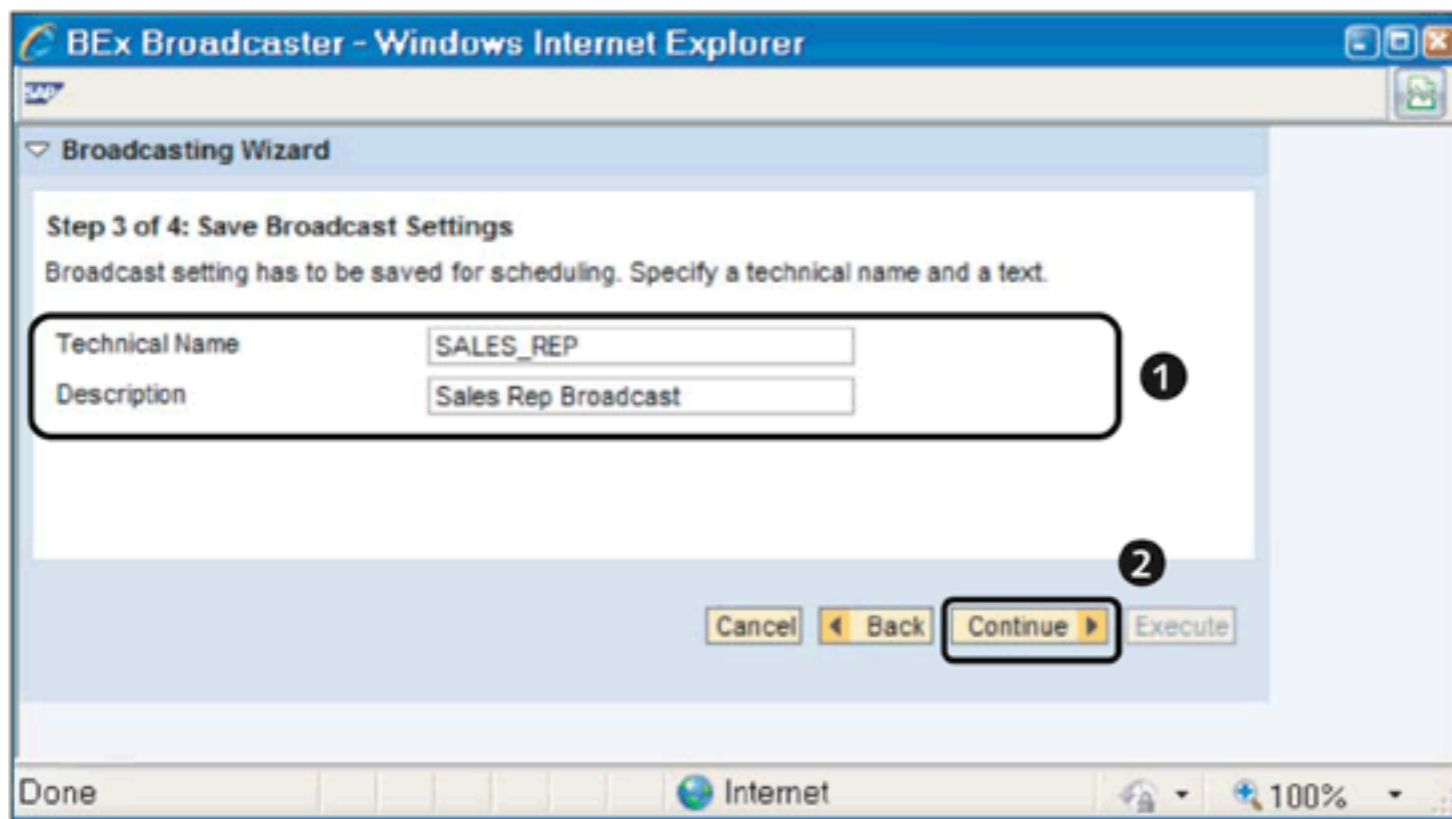 BEx Broadcaster - Windows Internet Explorer
SAP
Broadcasting Wizard
Step 3 of 4: Save Broadcast Settings
Broadcast setting has to be saved for scheduling. Specify a technical name and a text.
Technical Name SALES_REP
Description Sales Rep Broadcast
1
2
Cancel Back Continue Execute
Done Internet 100%